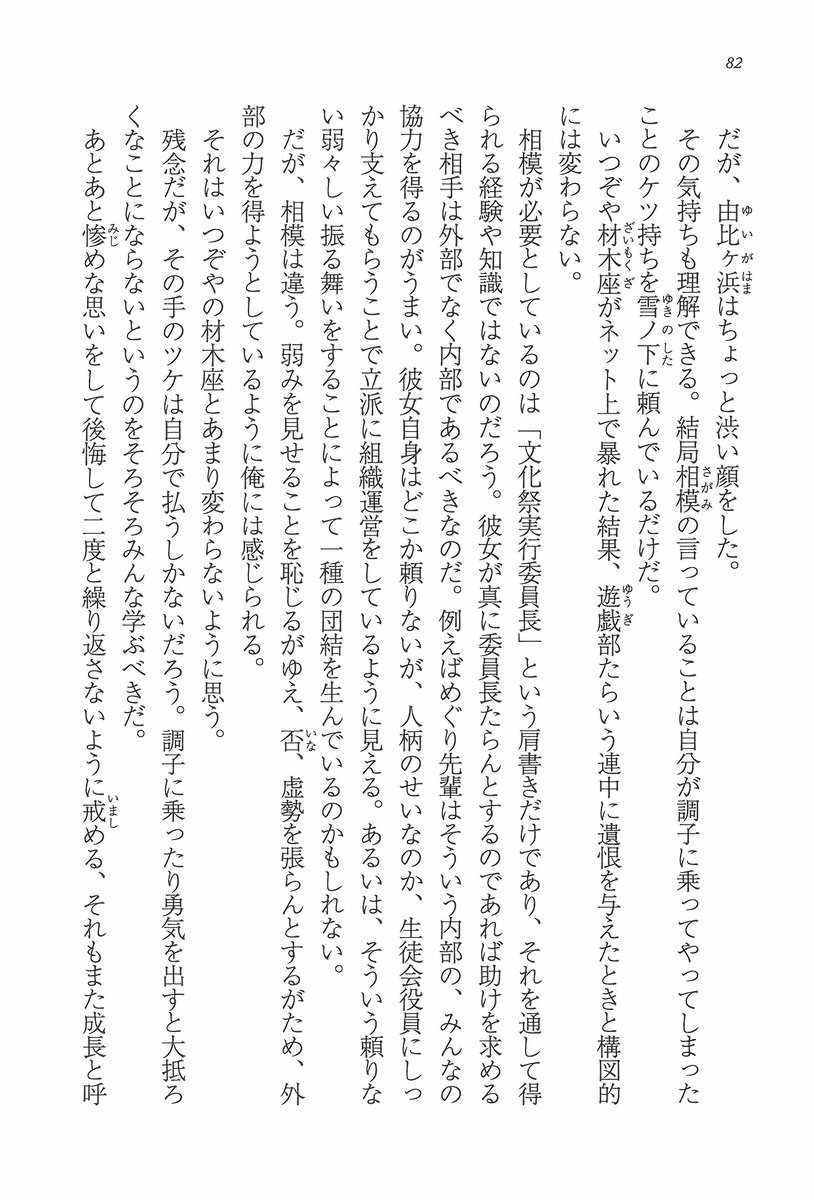 82
だが、由比ヶ浜はちょっと渋い顔をした。
その気持ちも理解できる。結局相模の言っていることは自分が調子に乗ってやってしまった
ことのケツ持ちを雪ノ下に頼んでいるだけだ。
いつぞや材木座がネット上で暴れた結果、遊戯部たらいう連中に遺恨を与えたときと構図的
には変わらない。
相模が必要としているのは「文化祭実行委員長」という肩書きだけであり、それを通して得
られる経験や知識ではないのだろう。彼女が真に委員長たらんとするのであれば助けを求める
べき相手は外部でなく内部であるべきなのだ。例えばめぐり先輩はそういう内部の、みんなの
協力を得るのがうまい。彼女自身はどこか頼りないが、人柄のせいなのか、生徒会役員にしっ
かり支えてもらうことで立派に組織運営をしているように見える。あるいは、そういう頼りな
い弱々しい振る舞いをすることによって一種の団結を生んでいるのかもしれない。
だが、相模は違う。弱みを見せることを恥じるがゆえ、否、虚勢を張らんとするがため、外
部の力を得ようとしているように俺には感じられる。
それはいつぞやの材木座とあまり変わらないように思う。
残念だが、その手のツケは自分で払うしかないだろう。調子に乗ったり勇気を出すと大抵ろ
くなことにならないというのをそろそろみんな学ぶべきだ。
あとあと惨めな思いをして後悔して二度と繰り返さないように戒める、それもまた成長と呼